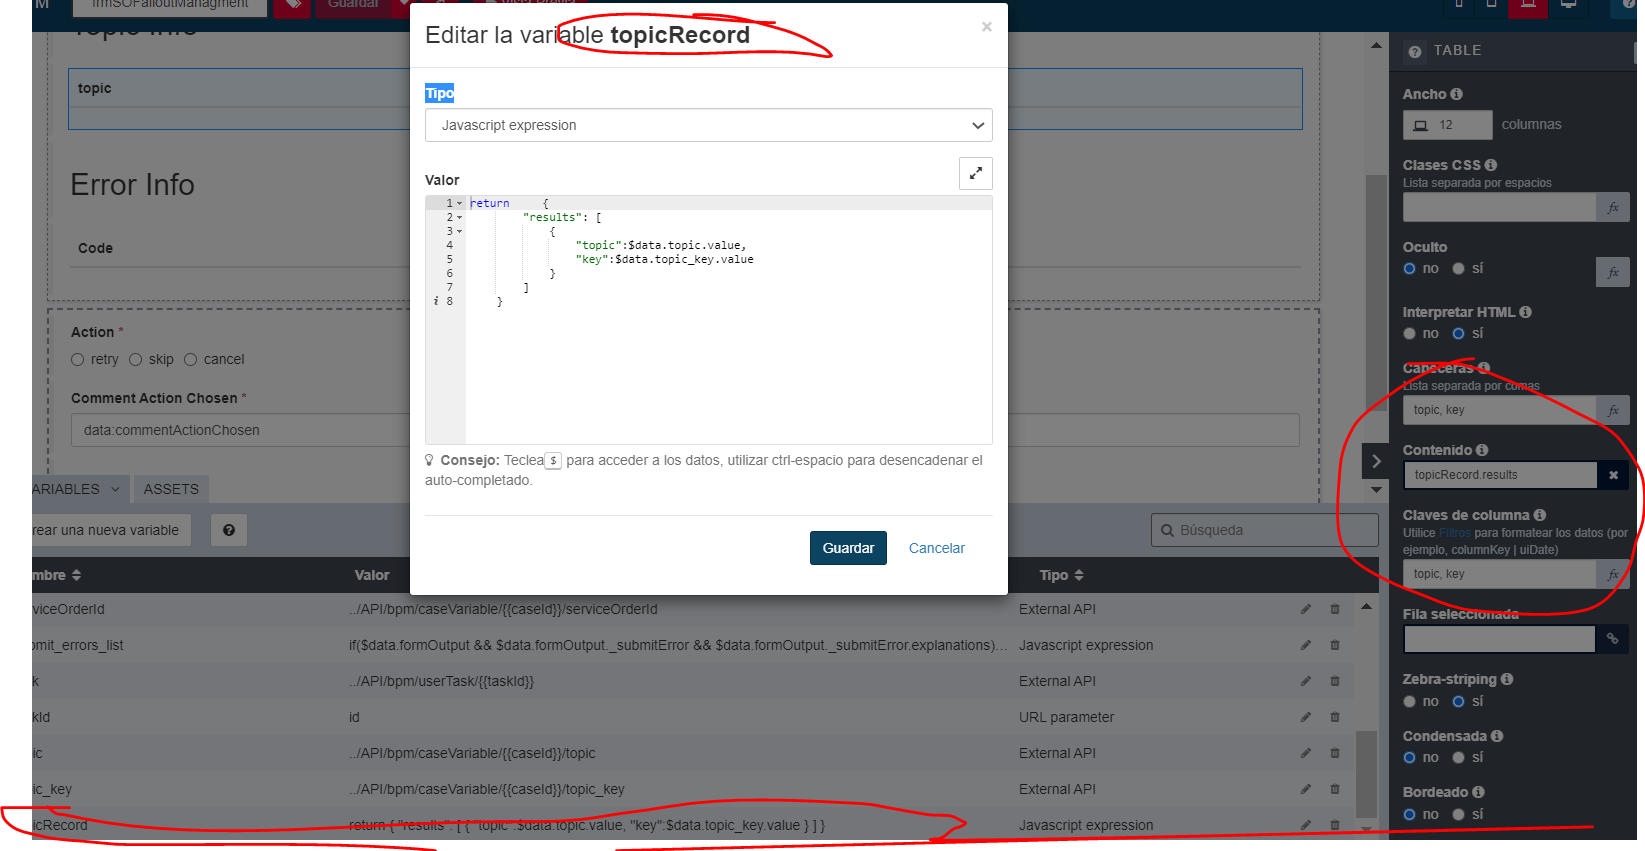 M
frmSOFalloutManagment
Guardar
Vista Previa
Topic Info
topic
Error Info
Code
Action *
retry skip cancel
Comment Action Chosen *
data:commentActionChosen
Editar la variable topicRecord
×
Tipo
Javascript expression
Valor
1 return {
2 "results": [
3 {
4 "topic":$data.topic.value,
5 "key":$data.topic_key.value
6 }
7 ]
i 8 }
Consejo: Teclea $ para acceder a los datos, utilizar ctrl-espacio para desencadenar el
auto-completado.
Guardar Cancelar
ARIABLES ASSETS
rear una nueva variable ?
Búsqueda
mbre Valor Tipo
rviceOrderId ../API/bpm/caseVariable/{{caseId}}/serviceOrderId External API
bmit_errors_list if($data.formOutput && $data.formOutput._submitError && $data.formOutput._submitError.explanations)... Javascript expression
k ../API/bpm/userTask/{{taskId}} External API
kId id URL parameter
ic ../API/bpm/caseVariable/{{caseId}}/topic External API
ic_key ../API/bpm/caseVariable/{{caseId}}/topic_key External API
icRecord return { "results": [ { "topic":$data.topic.value, "key":$data.topic_key.value } ] } Javascript expression
? TABLE
Ancho
12 columnas
Clases CSS
Lista separada por espacios
fx
Oculto
no sí
fx
Interpretar HTML
no sí
Cabeceras
Lista separada por comas
topic, key fx
Contenido
topicRecord.results
Claves de columna
Utilice Filtros para formatear los datos (por
ejemplo, columnKey | uiDate)
topic, key fx
Fila seleccionada
Zebra-striping
no sí
Condensada
no sí
Bordeado
no sí